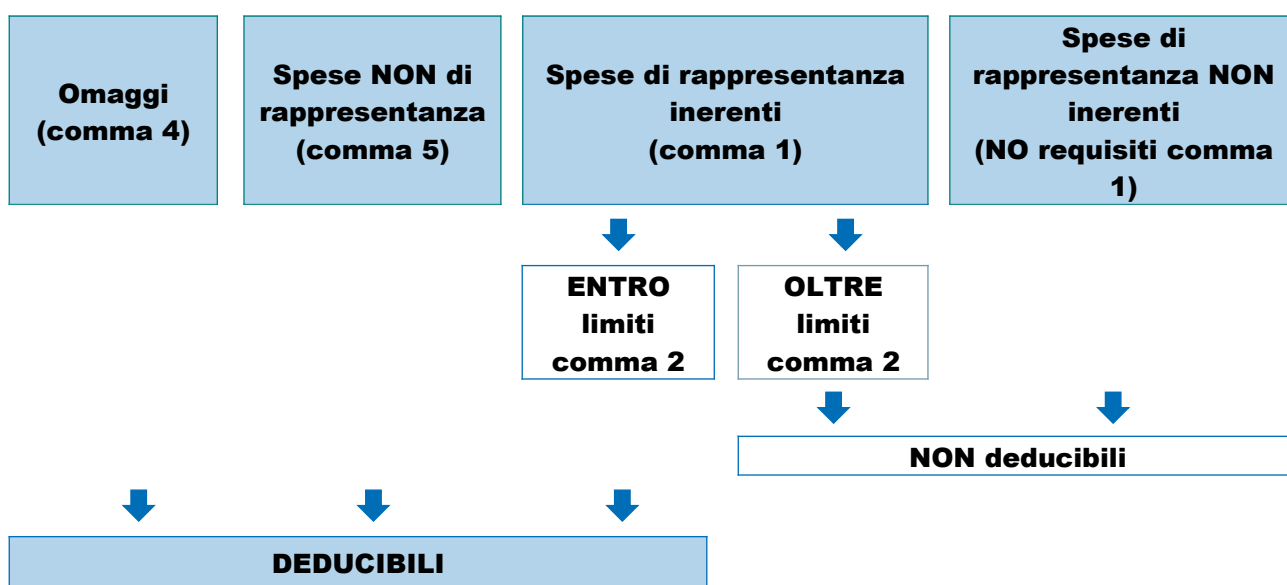 Omaggi
(comma 4)
Spese NON di
rappresentanza
(comma 5)
Spese di rappresentanza
inerenti
(comma 1)
Spese di
rappresentanza NON
inerenti
(NO requisiti comma
1)
ENTRO
limiti
comma 2
OLTRE
limiti
comma 2
NON deducibili
DEDUCIBILI